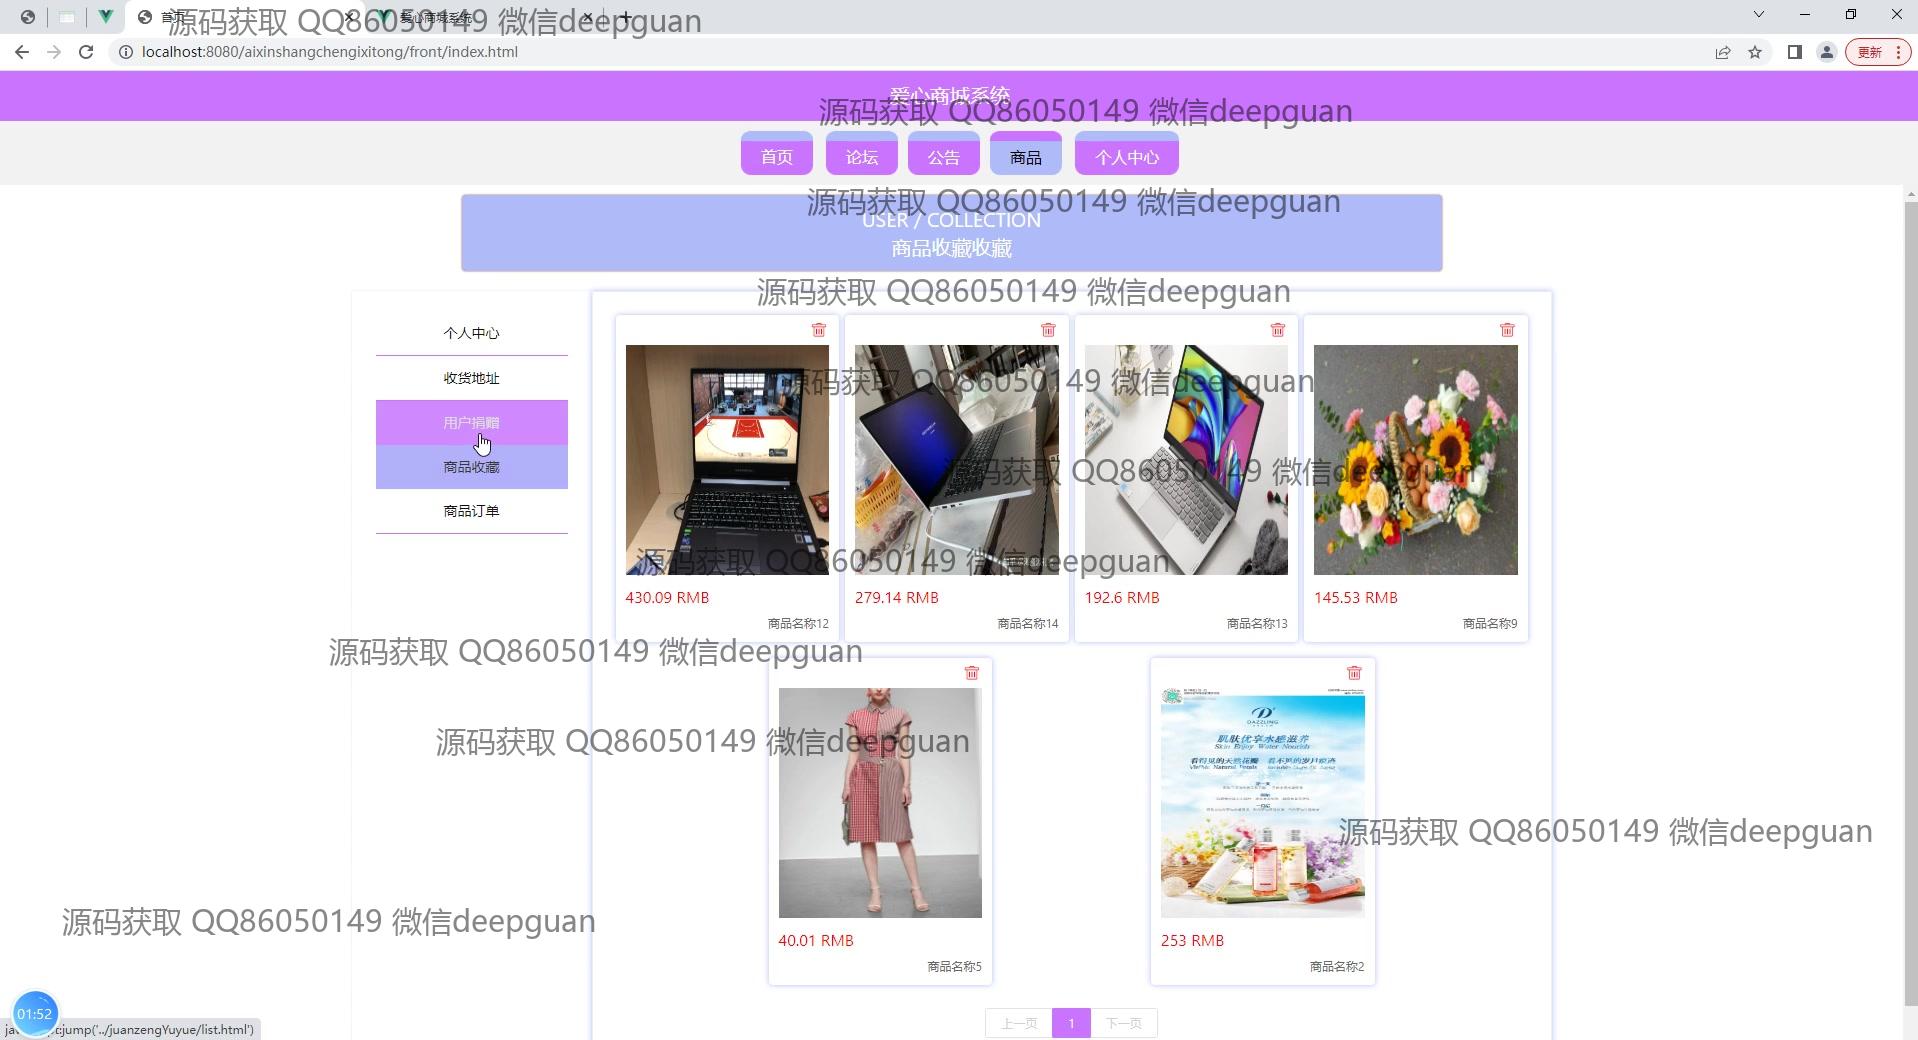 首页
爱心商城系统
源码获取 QQ86050149 微信deepguan
localhost:8080/aixinshangchengxitong/front/index.html
更新
爱心商城系统
源码获取 QQ86050149 微信deepguan
首页 论坛 公告 商品 个人中心
源码获取 QQ86050149 微信deepguan
USER / COLLECTION
商品收藏收藏
源码获取 QQ86050149 微信deepguan
个人中心
收货地址
用户捐赠
商品收藏
商品订单
源码获取 QQ86050149 微信deepguan
源码获取 QQ86050149 微信deepguan
源码获取 QQ86050149 微信deepguan
430.09 RMB
商品名称12
279.14 RMB
商品名称14
192.6 RMB
商品名称13
145.53 RMB
商品名称9
源码获取 QQ86050149 微信deepguan
DAZZLING
肌肤优享水感滋养
Skin Enjoy Water Nourish
源码获取 QQ86050149 微信deepguan
源码获取 QQ86050149 微信deepguan
源码获取 QQ86050149 微信deepguan
40.01 RMB
商品名称5
253 RMB
商品名称2
上一页 1 下一页
01:52
jump('../juanzengYuyue/list.html')